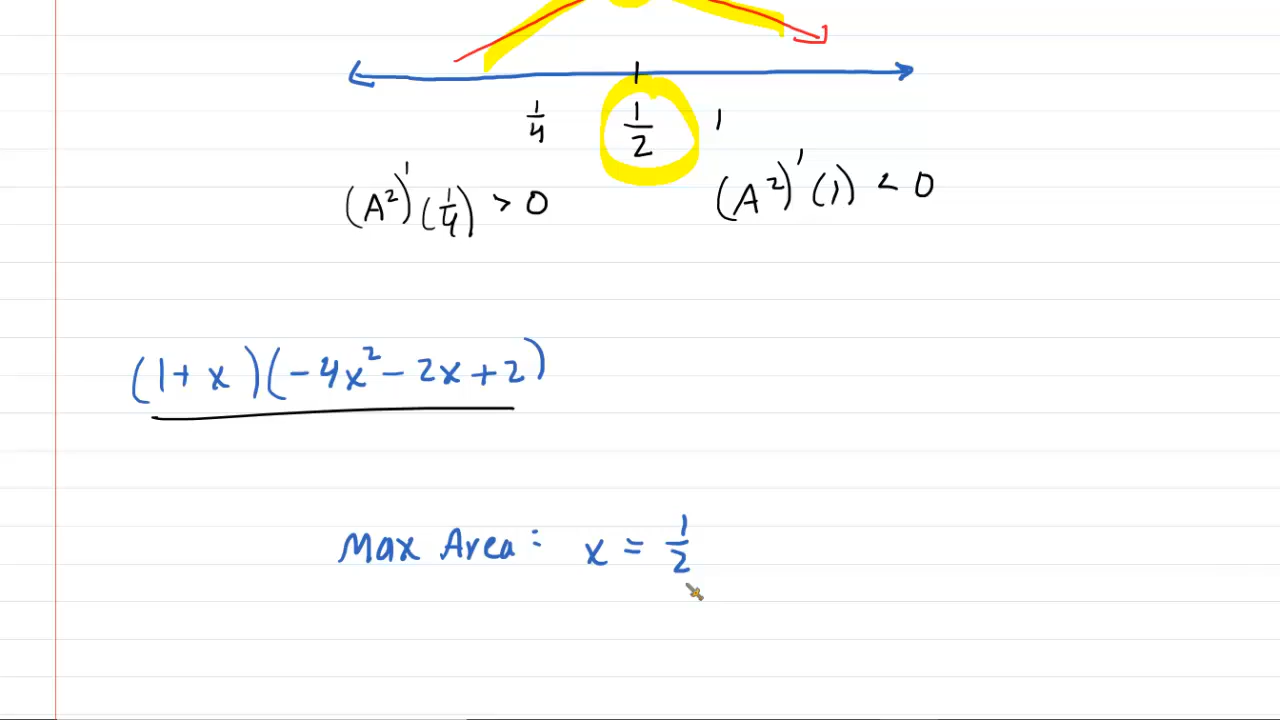 1/4 1/2 1
(A²)'(1/4) > 0 (A²)'(1) < 0
(1+x)(-4x²-2x+2)
Max Area: x = 1/2